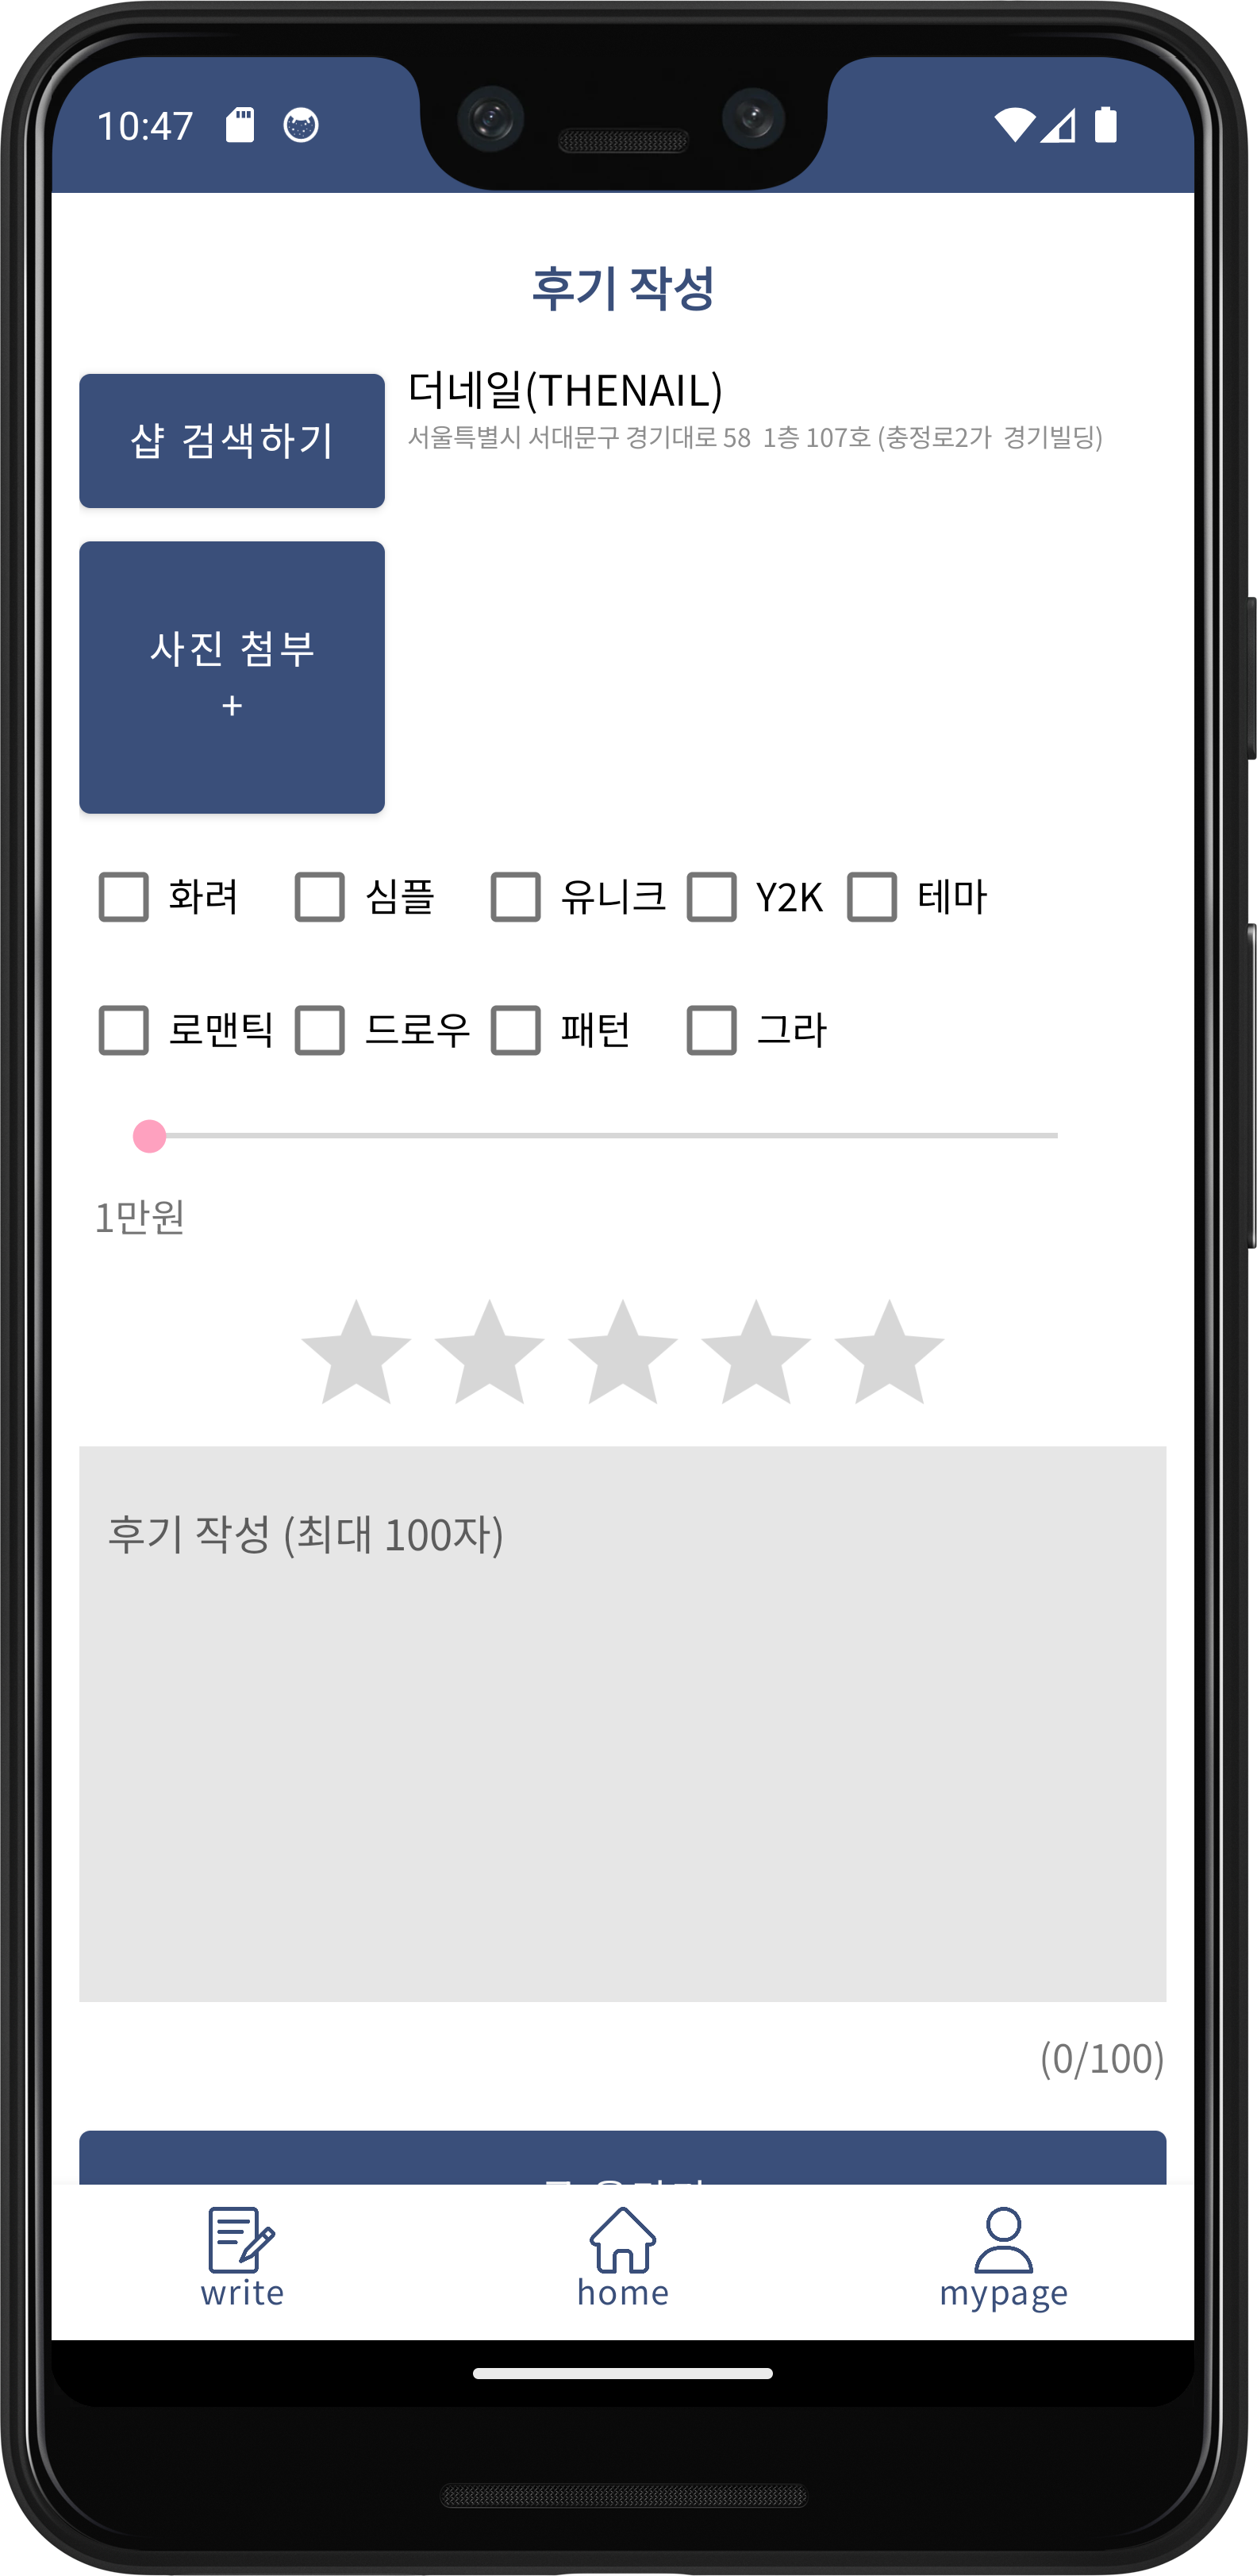 10:47
후기 작성
샵 검색하기
더네일(THENAIL)
서울특별시 서대문구 경기대로 58 1층 107호 (충정로2가 경기빌딩)
사진 첨부
+
화려 심플 유니크 Y2K 테마
로맨틱 드로우 패턴 그라
1만원
후기 작성 (최대 100자)
(0/100)
write home mypage